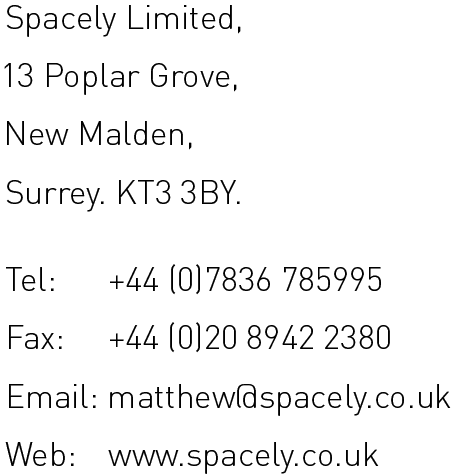 Spacely Limited,
13 Poplar Grove,
New Malden,
Surrey. KT3 3BY.
Tel: +44 (0)7836 785995
Fax: +44 (0)20 8942 2380
Email: matthew@spacely.co.uk
Web: www.spacely.co.uk